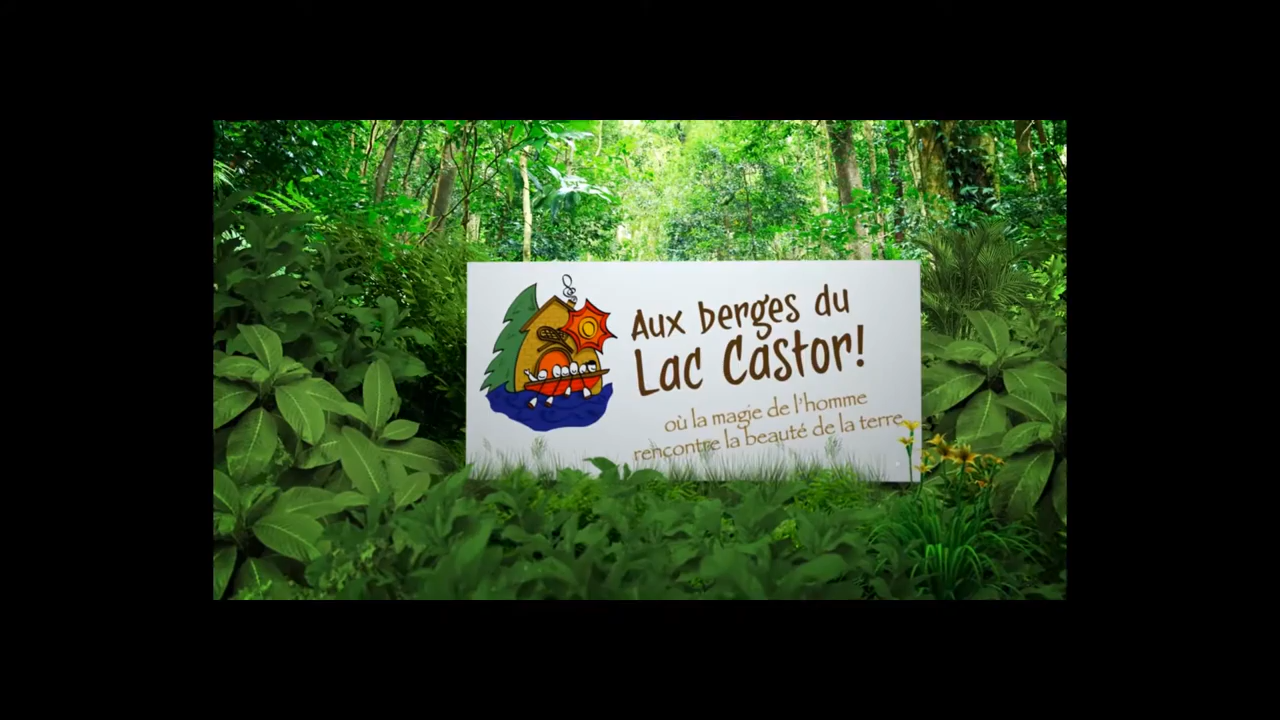 Aux berges du
Lac Castor!
où la magie de l'homme
rencontre la beauté de la terre